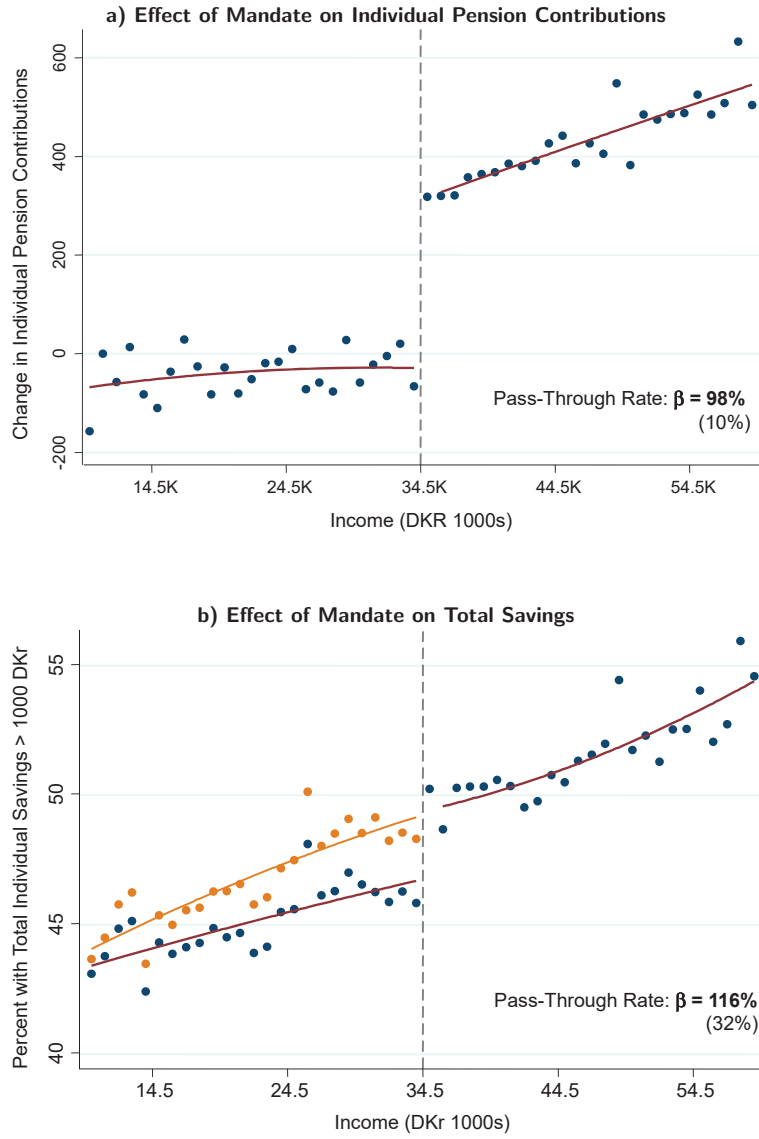 a) Effect of Mandate on Individual Pension Contributions
Change in Individual Pension Contributions
600
400
200
0
-200
Pass-Through Rate: β = 98%
(10%)
14.5K 24.5K 34.5K 44.5K 54.5K
Income (DKR 1000s)
b) Effect of Mandate on Total Savings
Percent with Total Individual Savings > 1000 DKr
55
50
45
40
Pass-Through Rate: β = 116%
(32%)
14.5 24.5 34.5 44.5 54.5
Income (DKr 1000s)